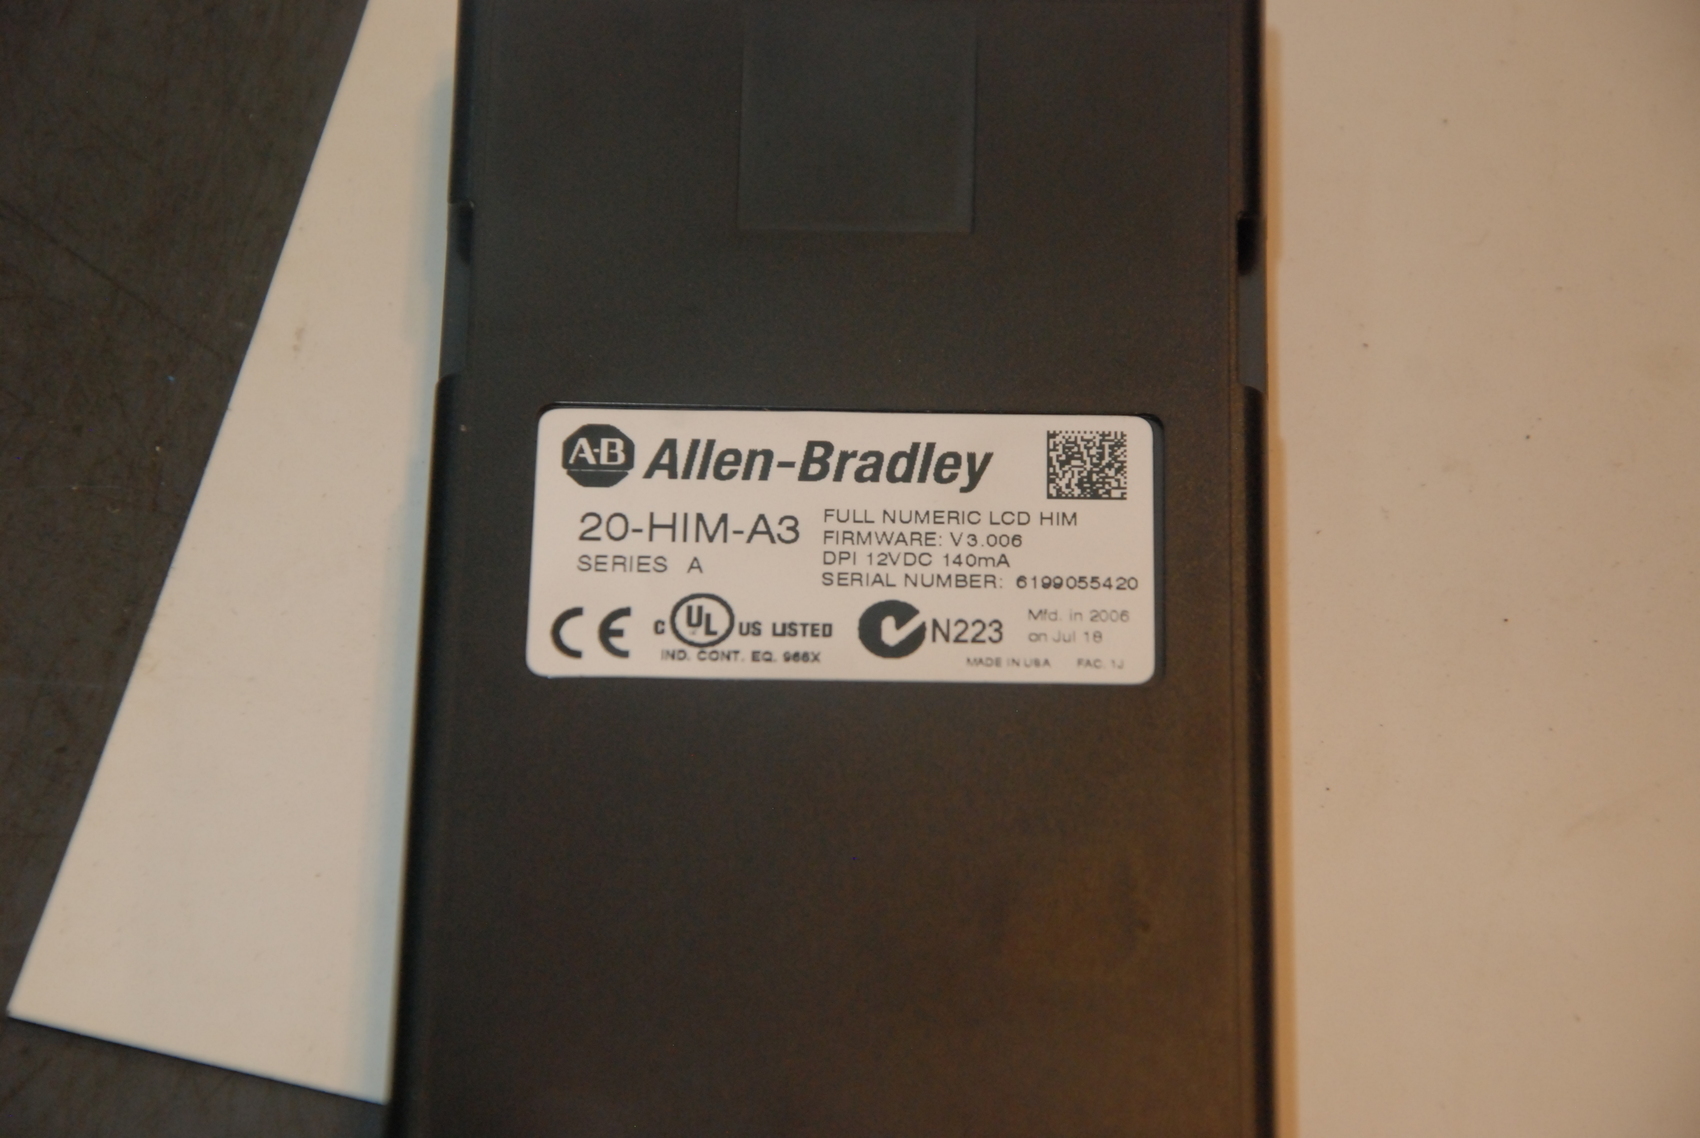 A-B Allen-Bradley
20-HIM-A3
SERIES A
FULL NUMERIC LCD HIM
FIRMWARE: V3.006
DPI 12VDC 140mA
SERIAL NUMBER: 6199055420
CE
C UL US LISTED
IND. CONT. EQ. 966X
N223
Mfd. in 2006
on Jul 18
MADE IN USA FAC. 1J